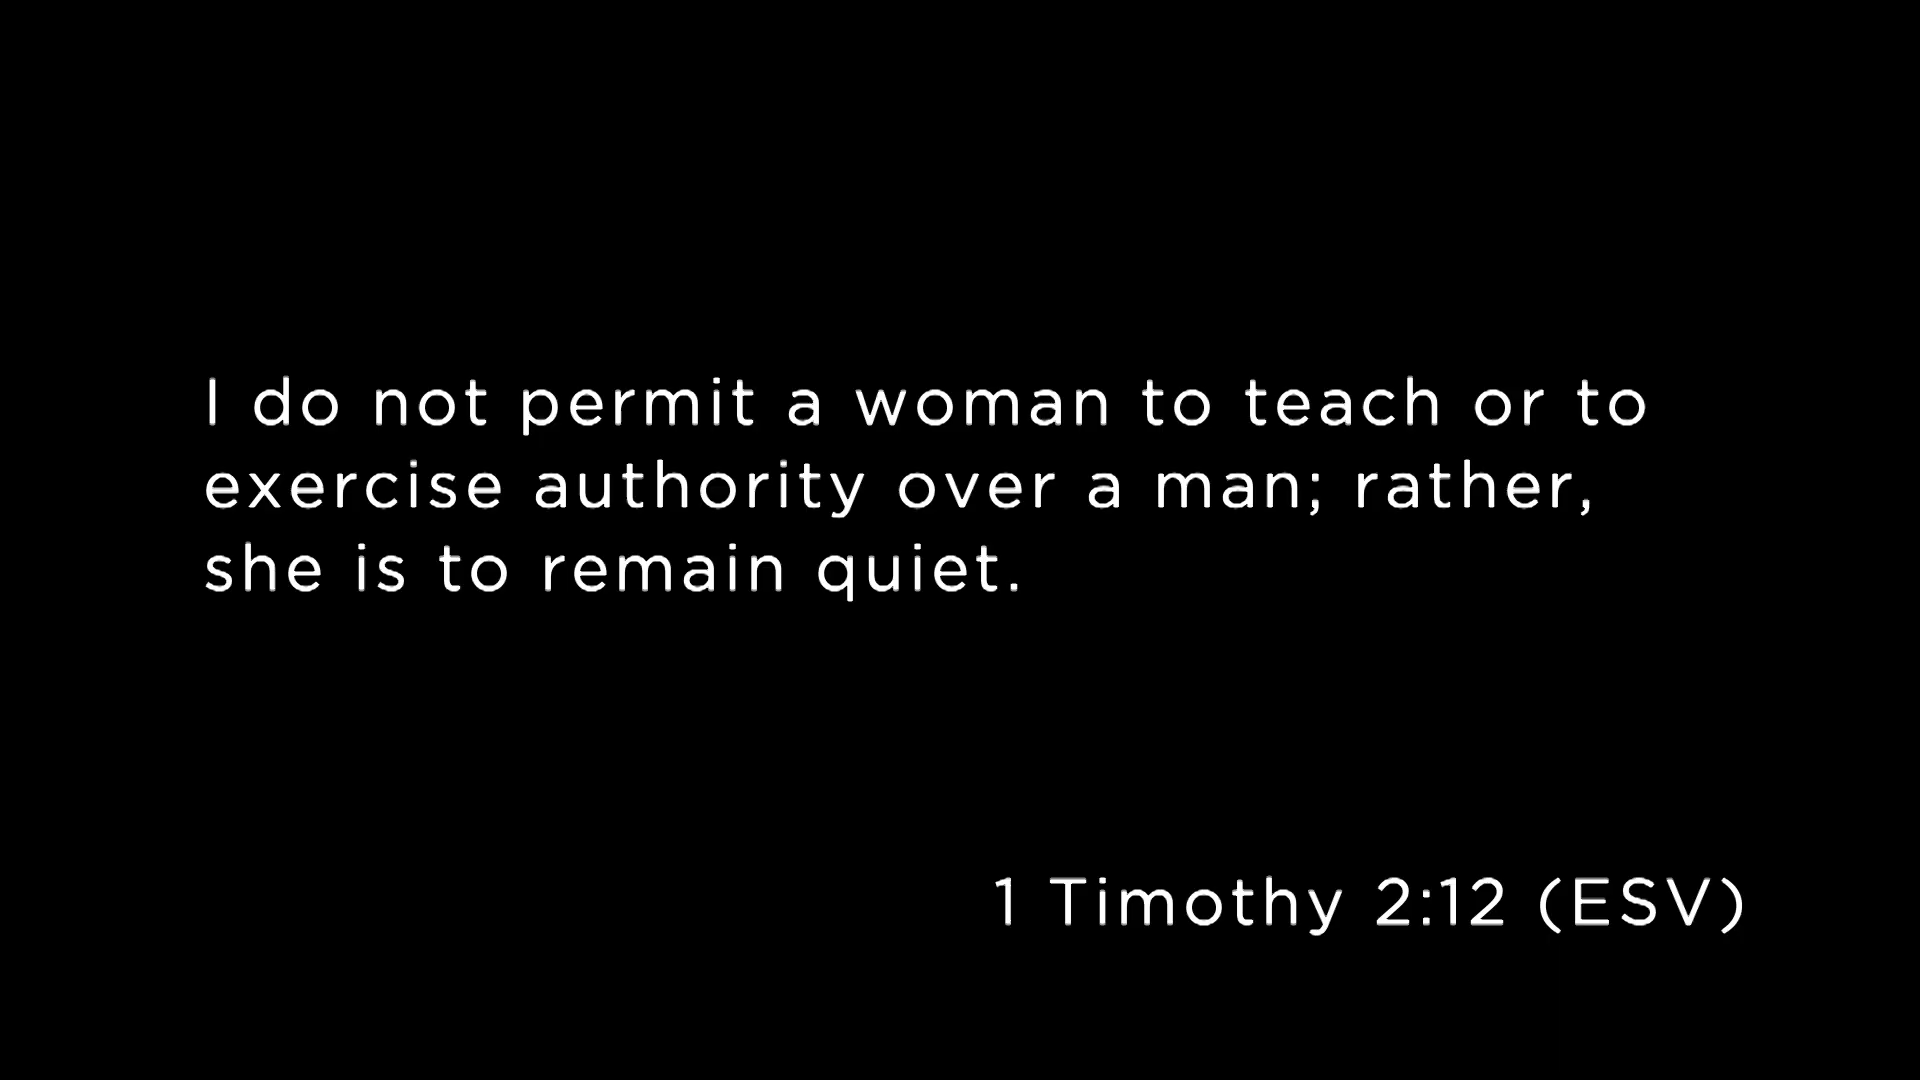 I do not permit a woman to teach or to
exercise authority over a man; rather,
she is to remain quiet.
1 Timothy 2:12 (ESV)